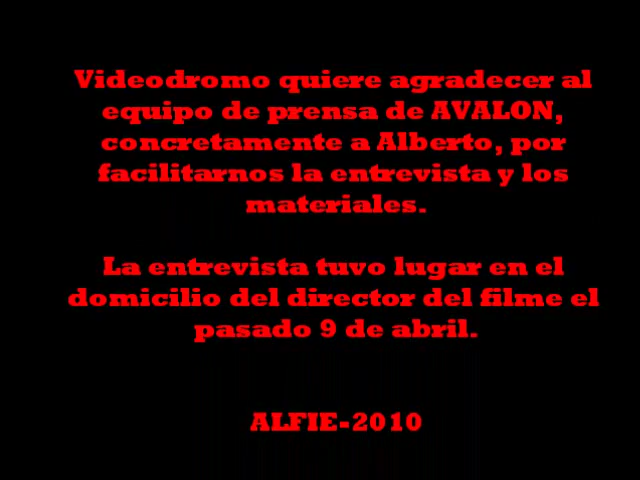 Videodromo quiere agradecer al
equipo de prensa de AVALON,
concretamente a Alberto, por
facilitarnos la entrevista y los
materiales.
La entrevista tuvo lugar en el
domicilio del director del filme el
pasado 9 de abril.
ALFIE-2010